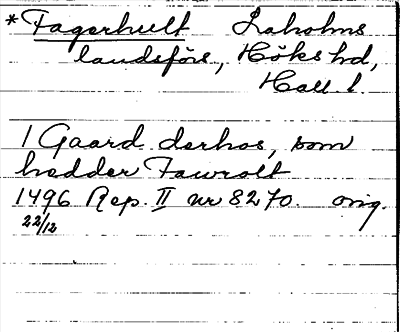 *Fagerhult Laholms
landsförs., Höks hd,
Hall. l.
1 Gaard derhos, som
hedder Fawrolt
1496 Rep. II nr 8270. orig.
22/12